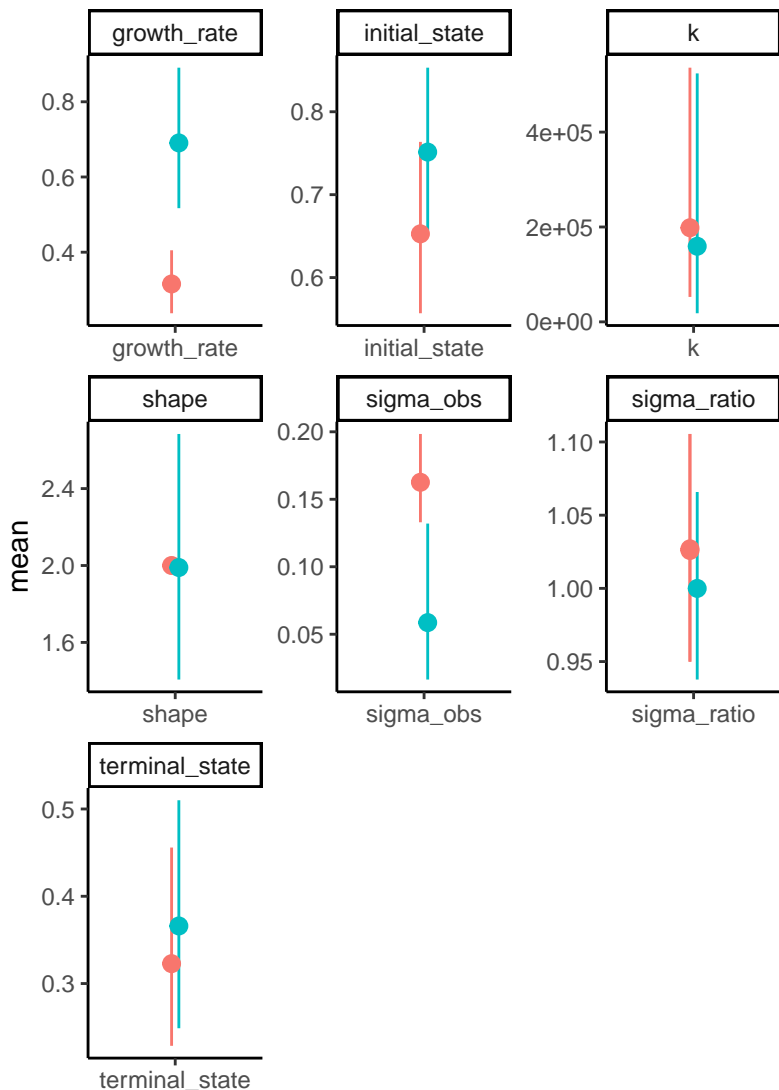 growth_rate initial_state k
0.8
0.6
0.4
growth_rate
0.8
0.7
0.6
initial_state
4e+05
2e+05
0e+00
k
shape sigma_obs sigma_ratio
mean
2.4
2.0
1.6
shape
0.20
0.15
0.10
0.05
sigma_obs
1.10
1.05
1.00
0.95
sigma_ratio
terminal_state
0.5
0.4
0.3
terminal_state